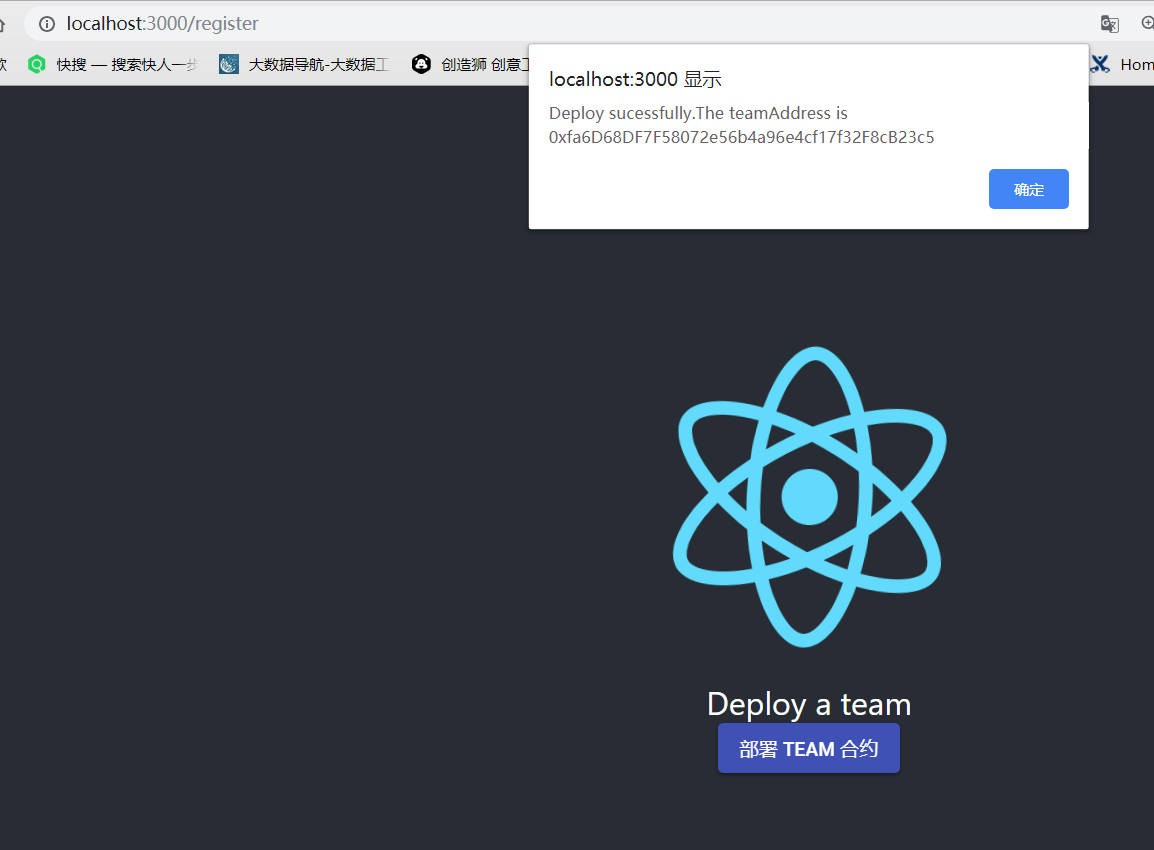 localhost:3000/register
快搜 — 搜索快人一步
大数据导航-大数据工
创造狮 创意工
Hom
localhost:3000 显示
Deploy sucessfully.The teamAddress is
0xfa6D68DF7F58072e56b4a96e4cf17f32F8cB23c5
确定
Deploy a team
部署 TEAM 合约